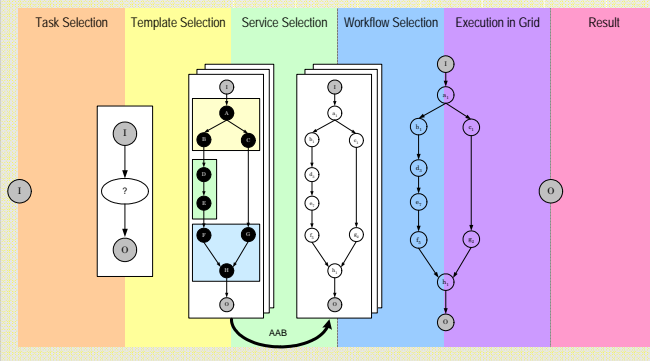 Task Selection
Template Selection
Service Selection
Workflow Selection
Execution in Grid
Result
I
I
?
O
I
A
B
C
D
E
F
G
H
O
I
a
b
c
d
e
f
g
h
O
I
a
b
c
d
e
f
g
h
O
O
AAB